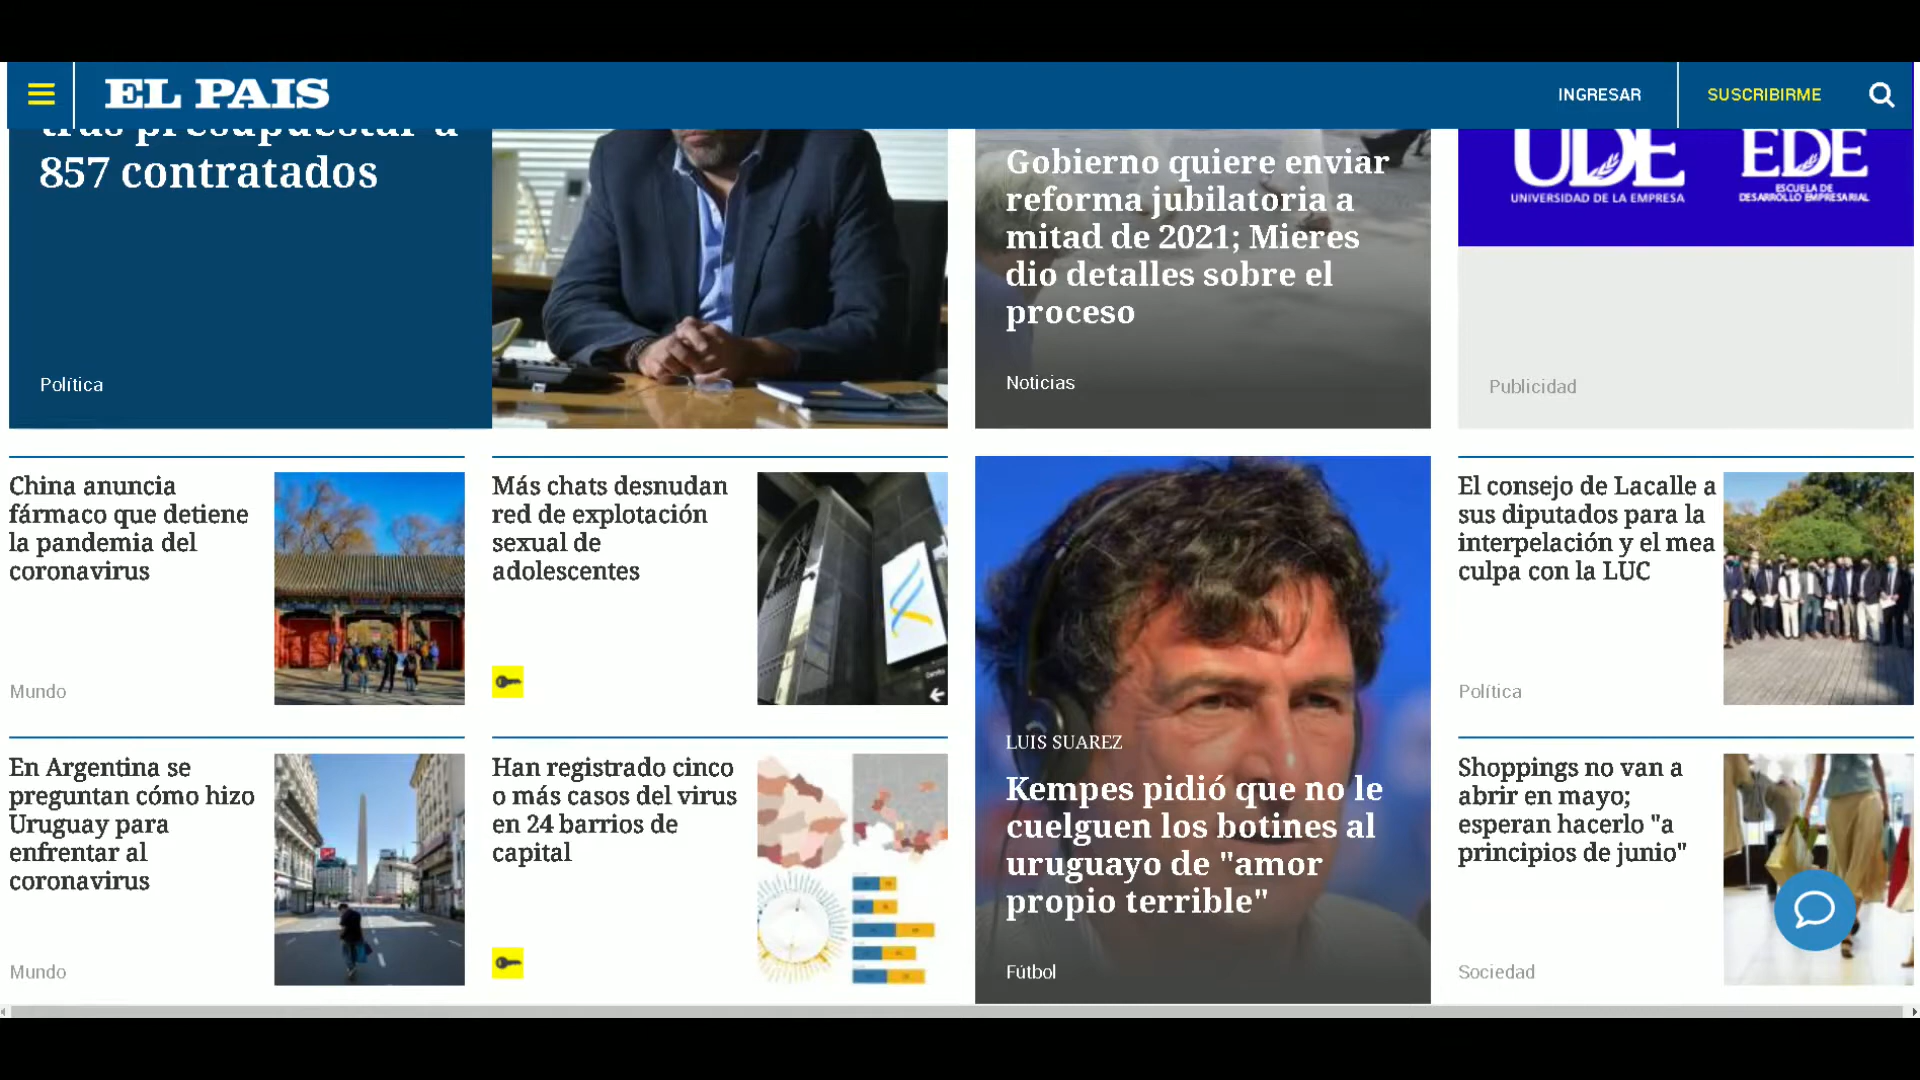 EL PAIS
INGRESAR
SUSCRIBIRME
tras presupuestar a
857 contratados
Política
Gobierno quiere enviar
reforma jubilatoria a
mitad de 2021; Mieres
dio detalles sobre el
proceso
Noticias
UDE
UNIVERSIDAD DE LA EMPRESA
EDE
ESCUELA DE
DESARROLLO EMPRESARIAL
Publicidad
China anuncia
fármaco que detiene
la pandemia del
coronavirus
Mundo
Más chats desnudan
red de explotación
sexual de
adolescentes
LUIS SUAREZ
Kempes pidió que no le
cuelguen los botines al
uruguayo de "amor
propio terrible"
Fútbol
El consejo de Lacalle a
sus diputados para la
interpelación y el mea
culpa con la LUC
Política
En Argentina se
preguntan cómo hizo
Uruguay para
enfrentar al
coronavirus
Mundo
Han registrado cinco
o más casos del virus
en 24 barrios de
capital
Shoppings no van a
abrir en mayo;
esperan hacerlo "a
principios de junio"
Sociedad